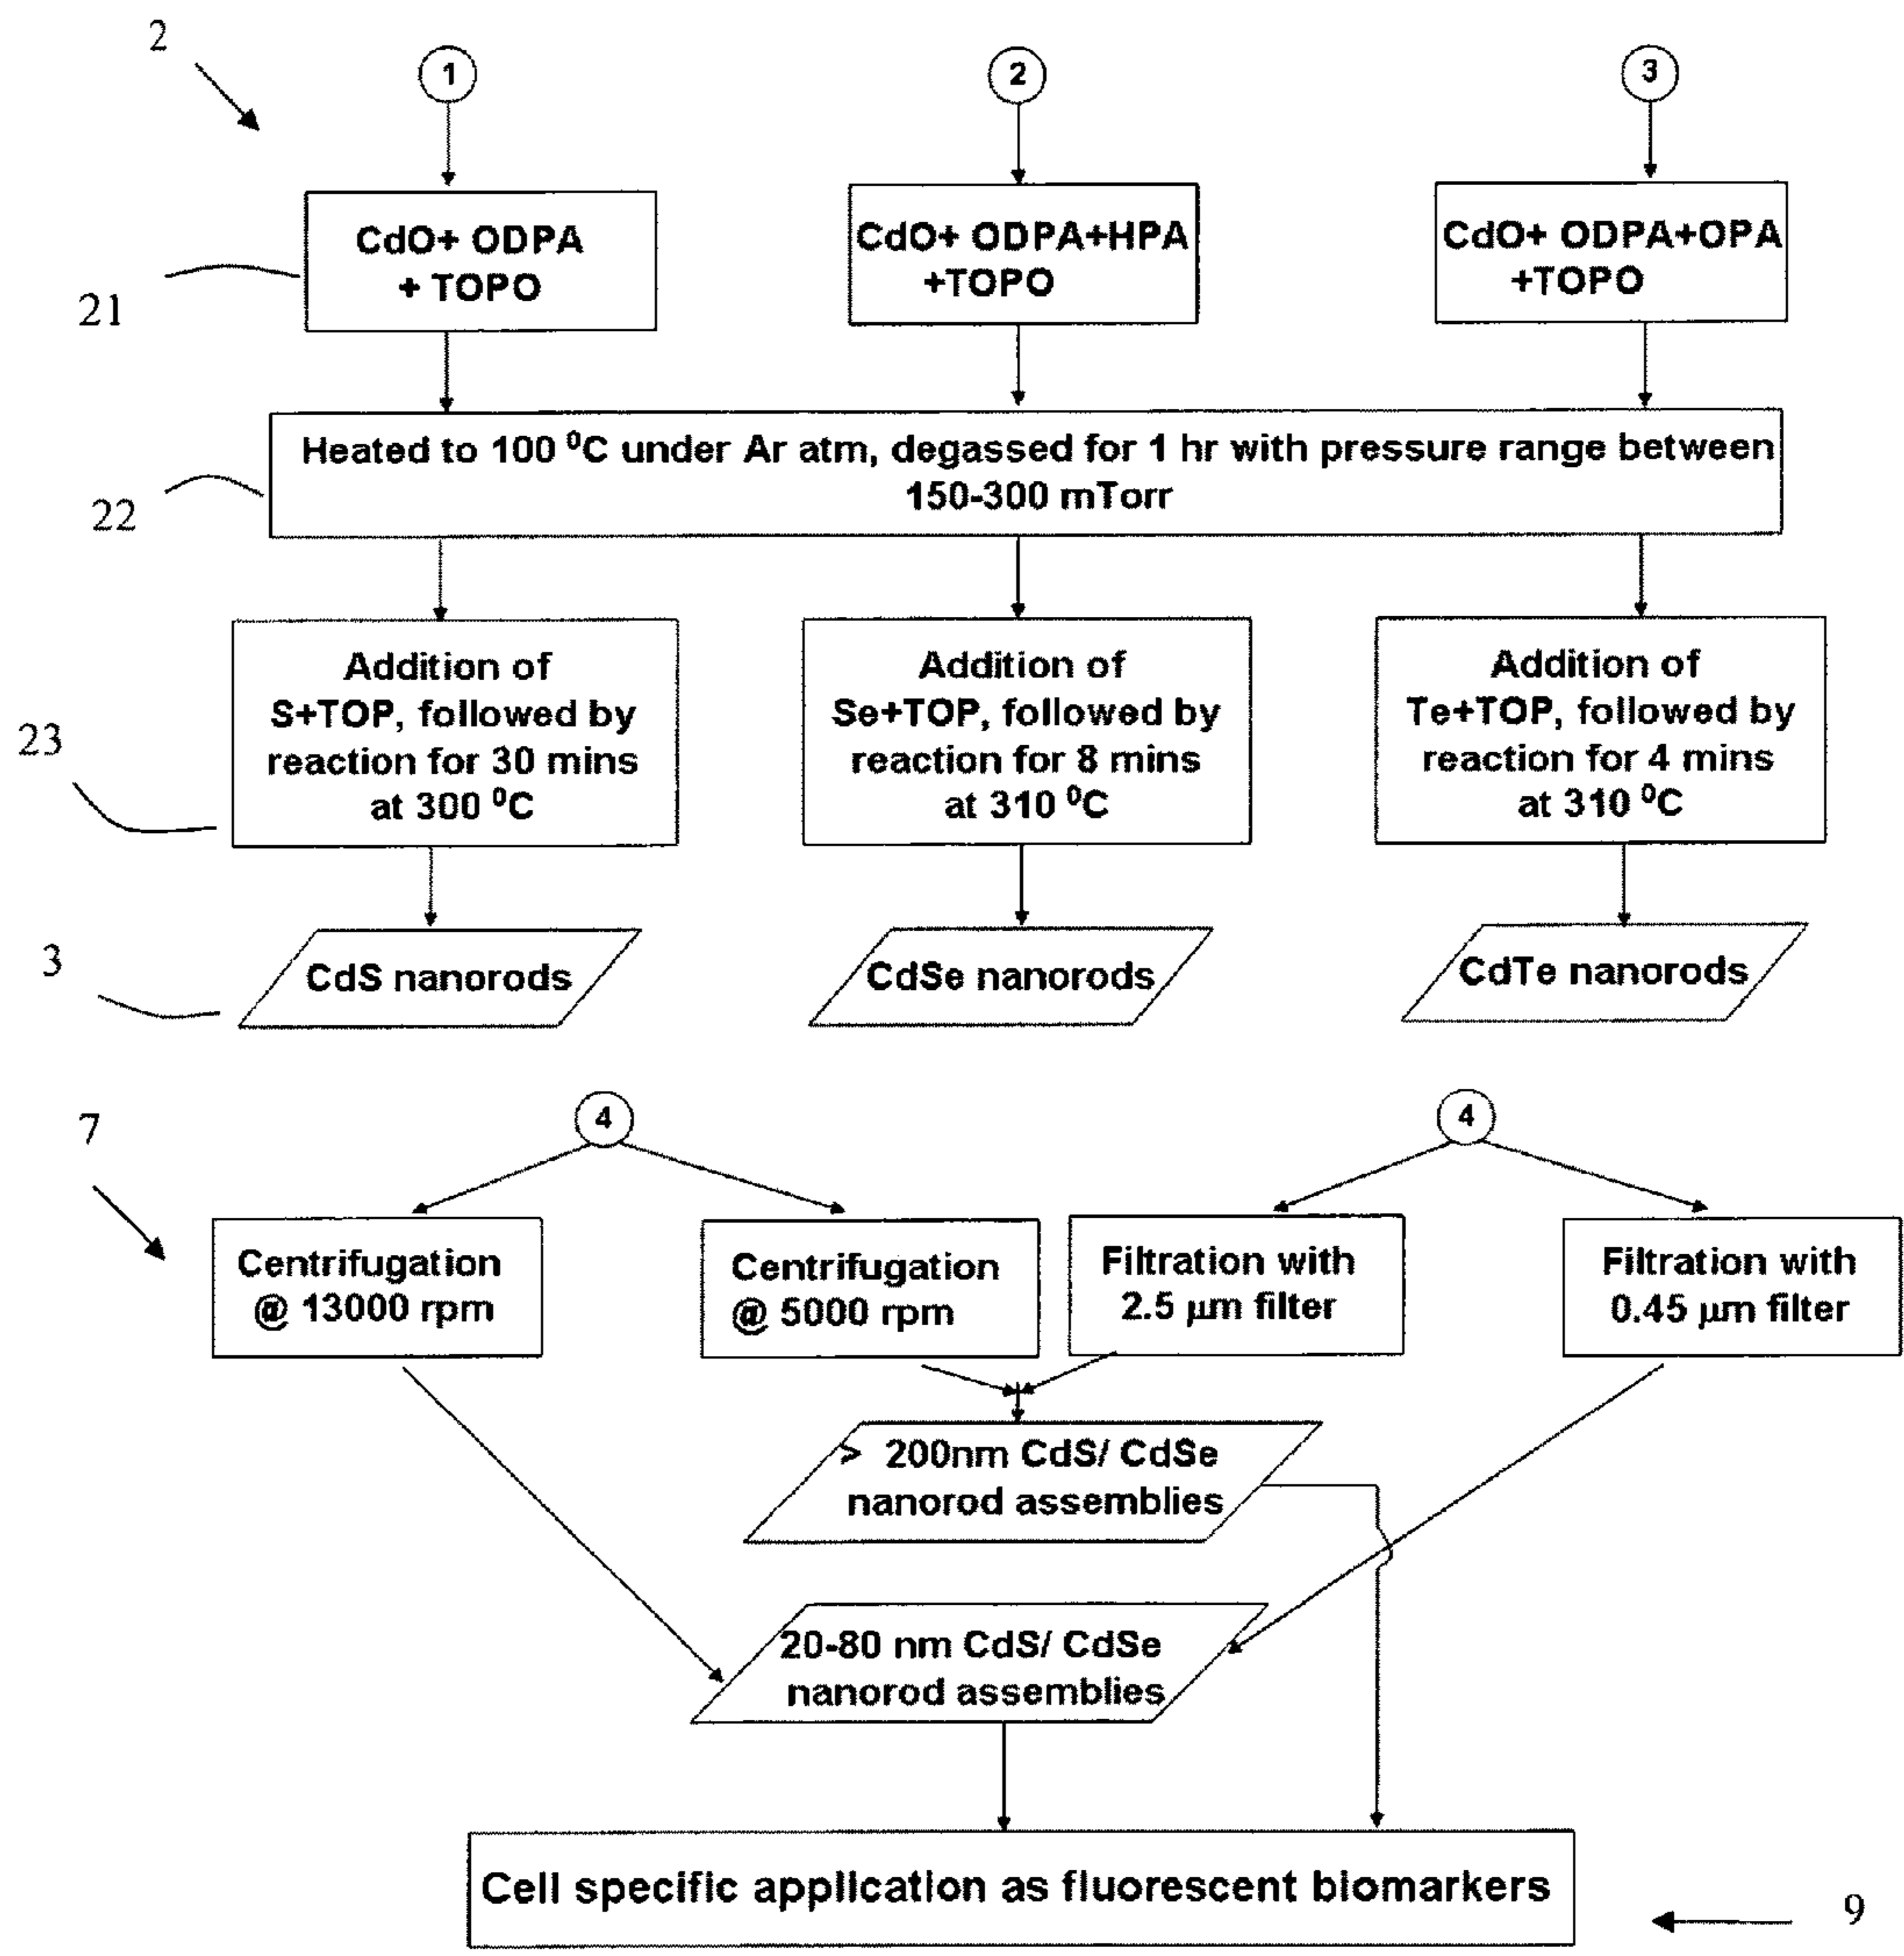 2
1
2
3
CdO+ ODPA
+ TOPO
CdO+ ODPA+HPA
+TOPO
CdO+ ODPA+OPA
+TOPO
21
Heated to 100 ⁰C under Ar atm, degassed for 1 hr with pressure range between
150-300 mTorr
22
Addition of
S+TOP, followed by
reaction for 30 mins
at 300 ⁰C
Addition of
Se+TOP, followed by
reaction for 8 mins
at 310 ⁰C
Addition of
Te+TOP, followed by
reaction for 4 mins
at 310 ⁰C
23
3
CdS nanorods
CdSe nanorods
CdTe nanorods
7
4
4
Centrifugation
@ 13000 rpm
Centrifugation
@ 5000 rpm
Filtration with
2.5 µm filter
Filtration with
0.45 µm filter
> 200nm CdS/ CdSe
nanorod assemblies
20-80 nm CdS/ CdSe
nanorod assemblies
Cell specific application as fluorescent biomarkers
9